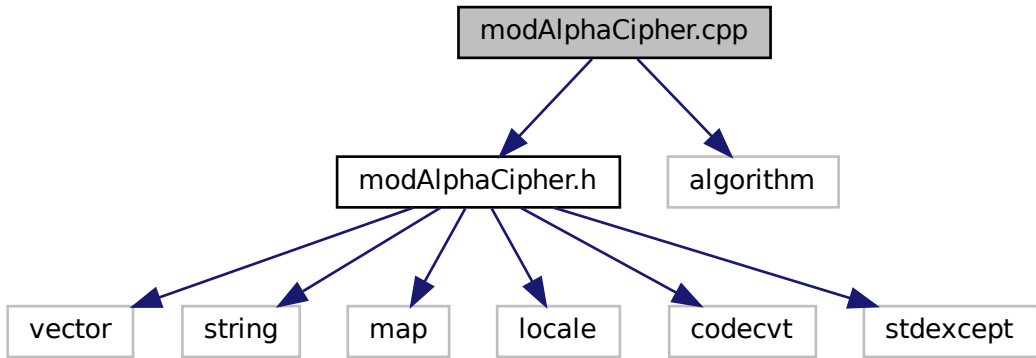 modAlphaCipher.cpp
modAlphaCipher.h
algorithm
vector
string
map
locale
codecvt
stdexcept